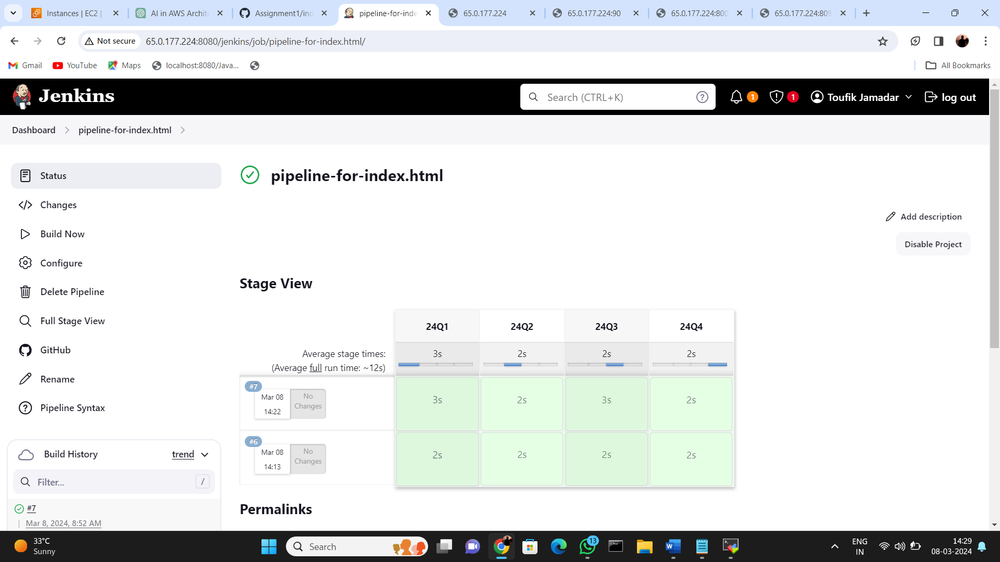 Instances | EC2 |
AI in AWS Archite
Assignment1/ind
pipeline-for-inde
65.0.177.224
65.0.177.224:90
65.0.177.224:800
65.0.177.224:809
Not secure
65.0.177.224:8080/jenkins/job/pipeline-for-index.html/
Gmail
YouTube
Maps
localhost:8080/Java...
All Bookmarks
Jenkins
Search (CTRL+K)
?
1
1
Toufik Jamadar
log out
Dashboard
pipeline-for-index.html
Status
Changes
Build Now
Configure
Delete Pipeline
Full Stage View
GitHub
Rename
Pipeline Syntax
Build History
trend
Filter...
/
#7
Mar 8, 2024, 8:52 AM
pipeline-for-index.html
Add description
Disable Project
Stage View
24Q1 24Q2 24Q3 24Q4
Average stage times:
(Average full run time: ~12s)
3s 2s 2s 2s
#7
Mar 08
14:22
No
Changes
3s 2s 3s 2s
#6
Mar 08
14:13
No
Changes
2s 2s 2s 2s
Permalinks
33°C
Sunny
Search
13
ENG
IN
14:29
08-03-2024